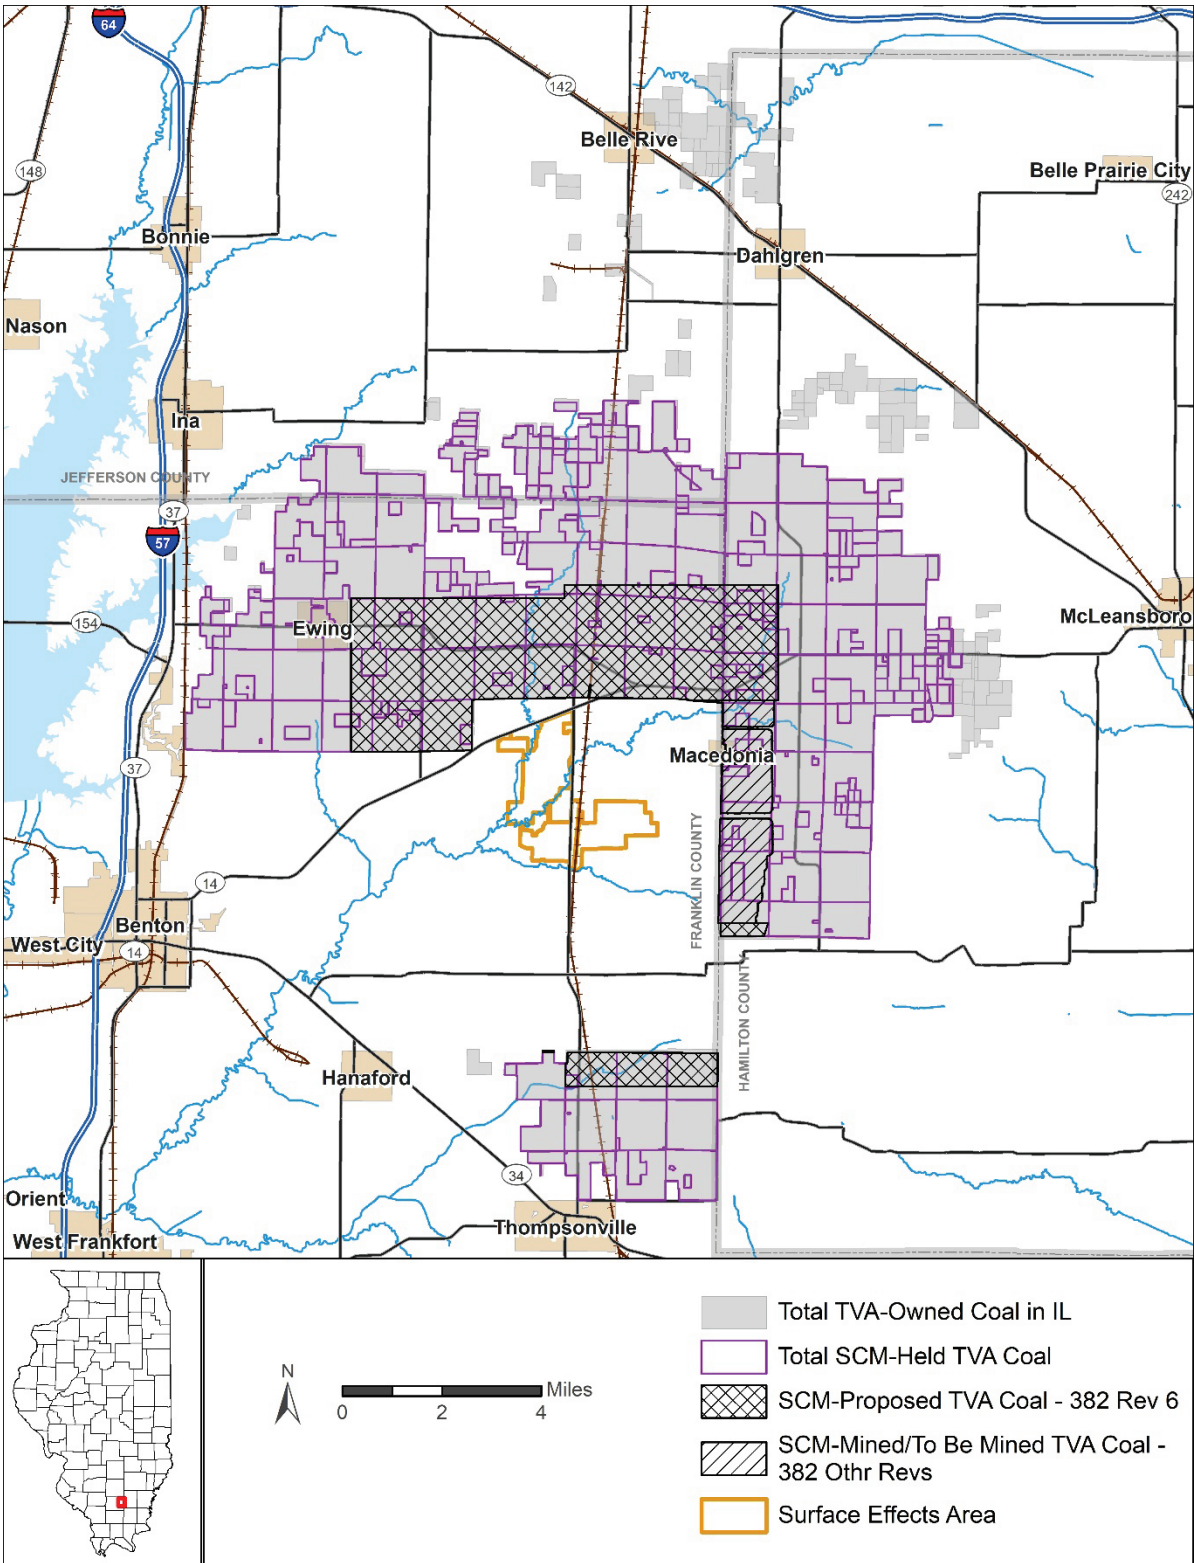 64
142
Belle Rive
148
Belle Prairie City
242
Bonnie
Dahlgren
Nason
Ina
JEFFERSON COUNTY
37
57
154
Ewing
McLeansboro
Macedonia
37
FRANKLIN COUNTY
14
Benton
West City
14
HAMILTON COUNTY
Hanaford
34
Orient
Thompsonville
West Frankfort
N
Miles
0 2 4
Total TVA-Owned Coal in IL
Total SCM-Held TVA Coal
SCM-Proposed TVA Coal - 382 Rev 6
SCM-Mined/To Be Mined TVA Coal -
382 Othr Revs
Surface Effects Area